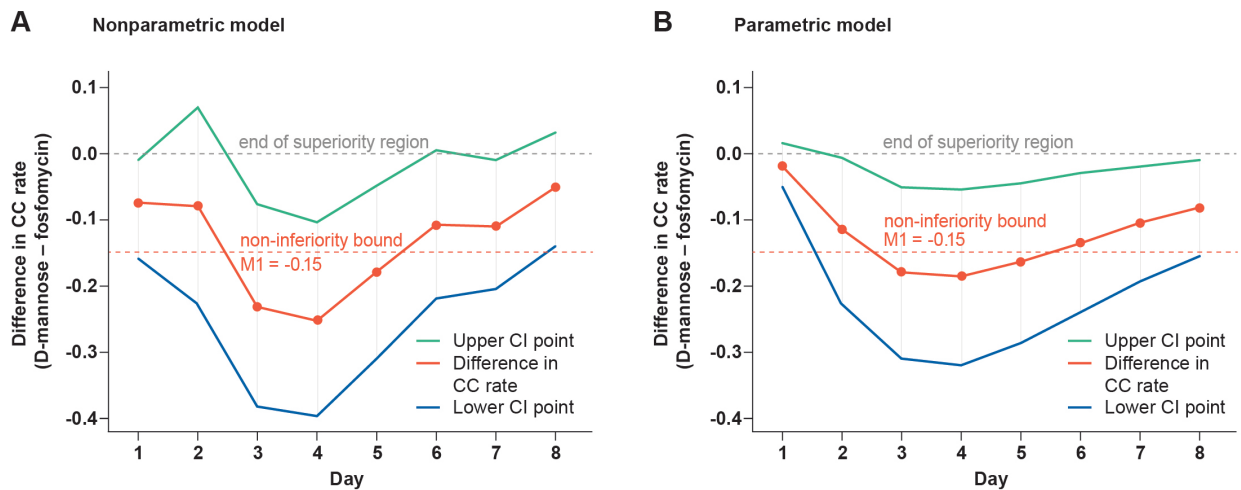 A
Nonparametric model
Difference in CC rate
(D-mannose – fosfomycin)
0.1
0.0
-0.1
-0.2
-0.3
-0.4
end of superiority region
non-inferiority bound
M1 = -0.15
Upper CI point
Difference in
CC rate
Lower CI point
1 2 3 4 5 6 7 8
Day
B
Parametric model
Difference in CC rate
(D-mannose – fosfomycin)
0.1
0.0
-0.1
-0.2
-0.3
-0.4
end of superiority region
non-inferiority bound
M1 = -0.15
Upper CI point
Difference in
CC rate
Lower CI point
1 2 3 4 5 6 7 8
Day